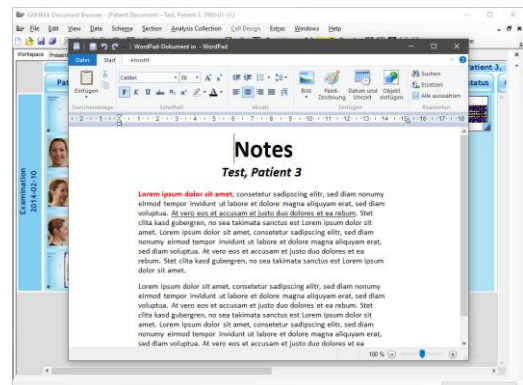 GAMMA Document Browser - [Patient Document - Test, Patient 3, 1980-01-31]
File Edit View Data Schema Section Analysis Collection Cell Design Extras Windows Help
Workspace
WordPad-Dokument in - WordPad
Datei Start Ansicht
Calibri 36
Einfügen
F K U abc
Bild
Paint-Zeichnung
Datum und Uhrzeit
Objekt einfügen
Suchen
Ersetzen
Alle auswählen
Zwischenablage Schriftart Absatz Einfügen Bearbeiten
Patient 3,
Status
Examination
2014-02-10
Notes
Test, Patient 3
Lorem ipsum dolor sit amet, consetetur sadipscing elitr, sed diam nonumy
eirmod tempor invidunt ut labore et dolore magna aliquyam erat, sed diam
voluptua. At vero eos et accusam et justo duo dolores et ea rebum. Stet
clita kasd gubergren, no sea takimata sanctus est Lorem ipsum dolor sit
amet. Lorem ipsum dolor sit amet, consetetur sadipscing elitr, sed diam
nonumy eirmod tempor invidunt ut labore et dolore magna aliquyam erat,
sed diam voluptua. At vero eos et accusam et justo duo dolores et ea
rebum. Stet clita kasd gubergren, no sea takimata sanctus est Lorem ipsum
dolor sit amet.
Lorem ipsum dolor sit amet, consetetur sadipscing elitr, sed diam nonumy
eirmod tempor invidunt ut labore et dolore magna aliquyam erat, sed diam
voluptua. At vero eos et accusam et justo duo dolores et ea rebum. Stet
clita kasd gubergren, no sea takimata sanctus est Lorem ipsum dolor sit
amet. Lorem ipsum dolor sit amet, consetetur sadipscing elitr, sed diam
nonumy eirmod tempor invidunt ut labore et dolore magna aliquyam erat,
sed diam voluptua. At vero eos et accusam et justo duo dolores et ea
100 %